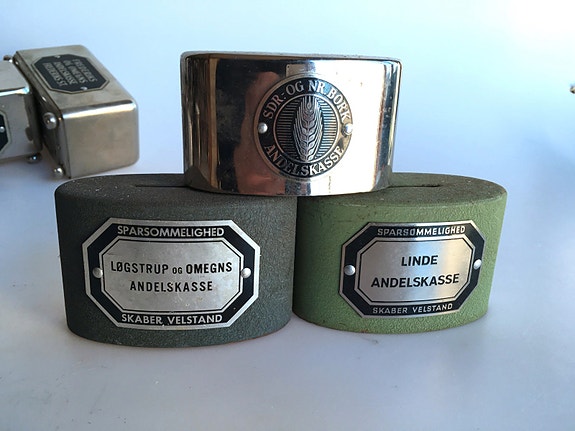 SDR.- OG NR. BORK
ANDELSKASSE
SPARSOMMELIGHED
LØGSTRUP OG OMEGNS
ANDELSKASSE
SKABER VELSTAND
SPARSOMMELIGHED
LINDE
ANDELSKASSE
SKABER VELSTAND